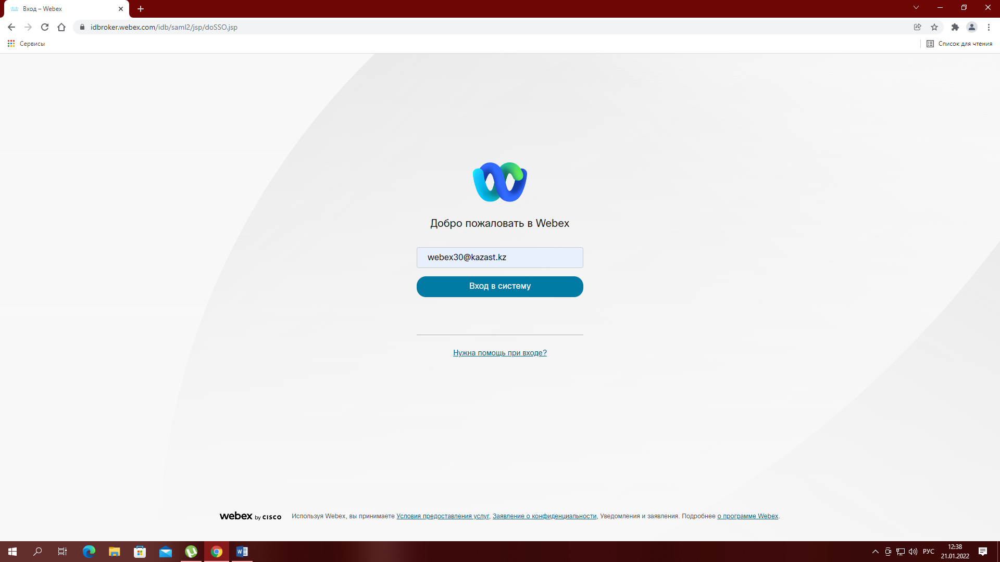 Вход – Webex
idbroker.webex.com/idb/saml2/jsp/doSSO.jsp
Сервисы
Список для чтения
Добро пожаловать в Webex
webex30@kazast.kz
Вход в систему
Нужна помощь при входе?
webex by CISCO
Используя Webex, вы принимаете Условия предоставления услуг, Заявление о конфиденциальности, Уведомления и заявления. Подробнее о программе Webex.
РУС
12:38
21.01.2022